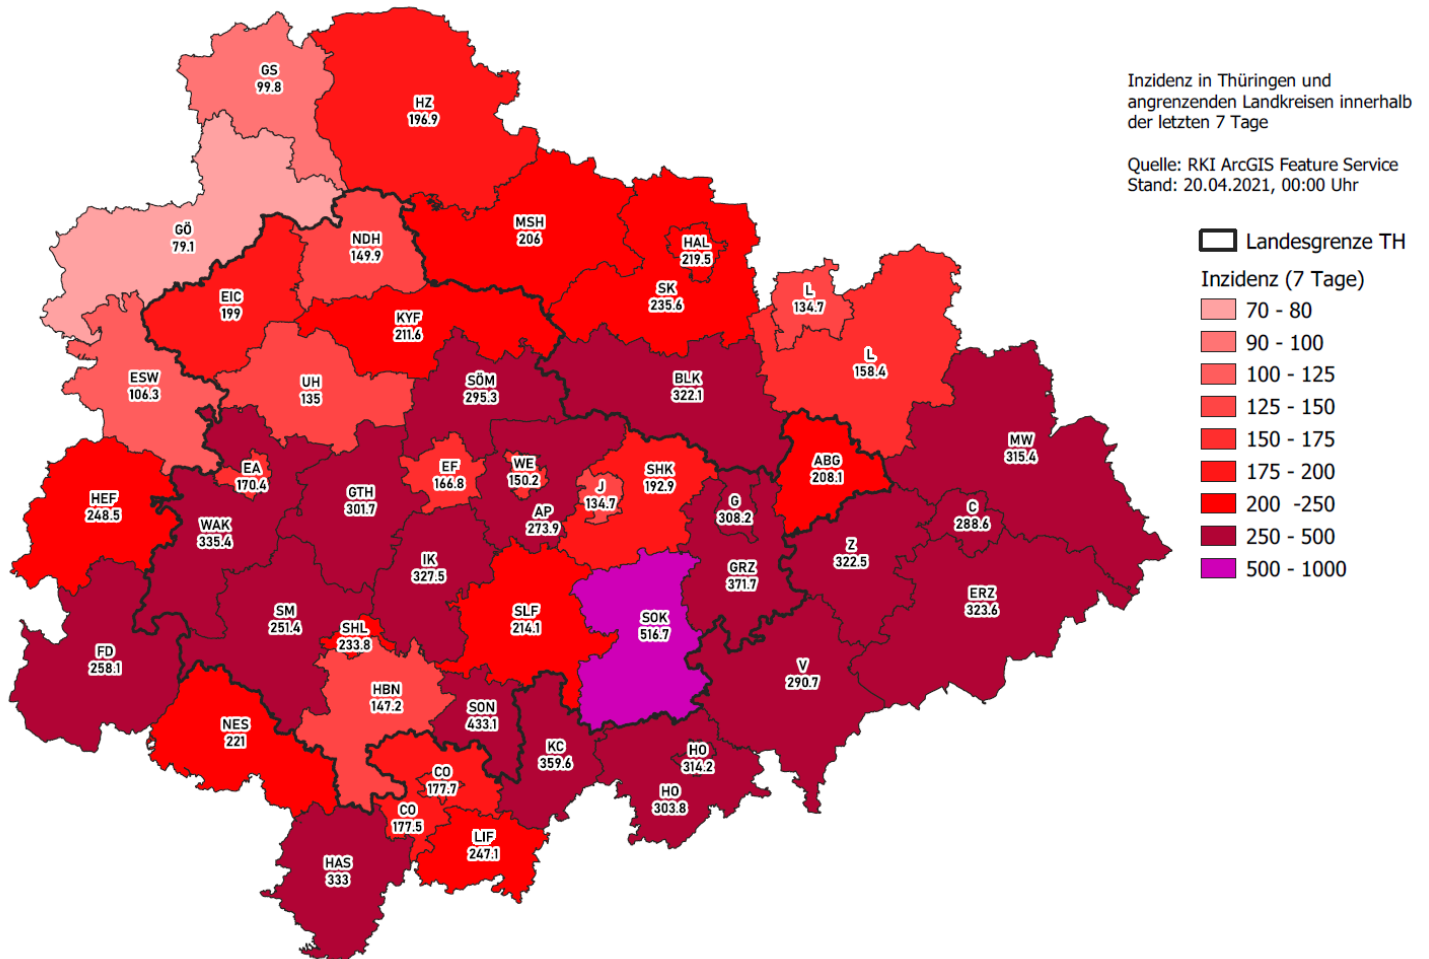 GS
99.8
HZ
196.9
Inzidenz in Thüringen und
angrenzenden Landkreisen innerhalb
der letzten 7 Tage
Quelle: RKI ArcGIS Feature Service
Stand: 20.04.2021, 00:00 Uhr
GÖ
79.1
NDH
149.9
MSH
206
HAL
219.5
Landesgrenze TH
Inzidenz (7 Tage)
70 - 80
90 - 100
100 - 125
125 - 150
150 - 175
175 - 200
200 -250
250 - 500
500 - 1000
EIC
199
KYF
211.6
SK
235.6
L
134.7
L
158.4
ESW
106.3
UH
135
SÖM
295.3
BLK
322.1
MW
315.4
EA
170.4
EF
166.8
WE
150.2
SHK
192.9
ABG
208.1
HEF
248.5
GTH
301.7
J
134.7
G
308.2
C
288.6
WAK
335.4
AP
273.9
Z
322.5
IK
327.5
GRZ
371.7
ERZ
323.6
SM
251.4
SHL
233.8
SLF
214.1
SOK
516.7
FD
258.1
V
290.7
HBN
147.2
SON
433.1
NES
221
KC
359.6
HO
314.2
CO
177.7
HO
303.8
CO
177.5
LIF
247.1
HAS
333